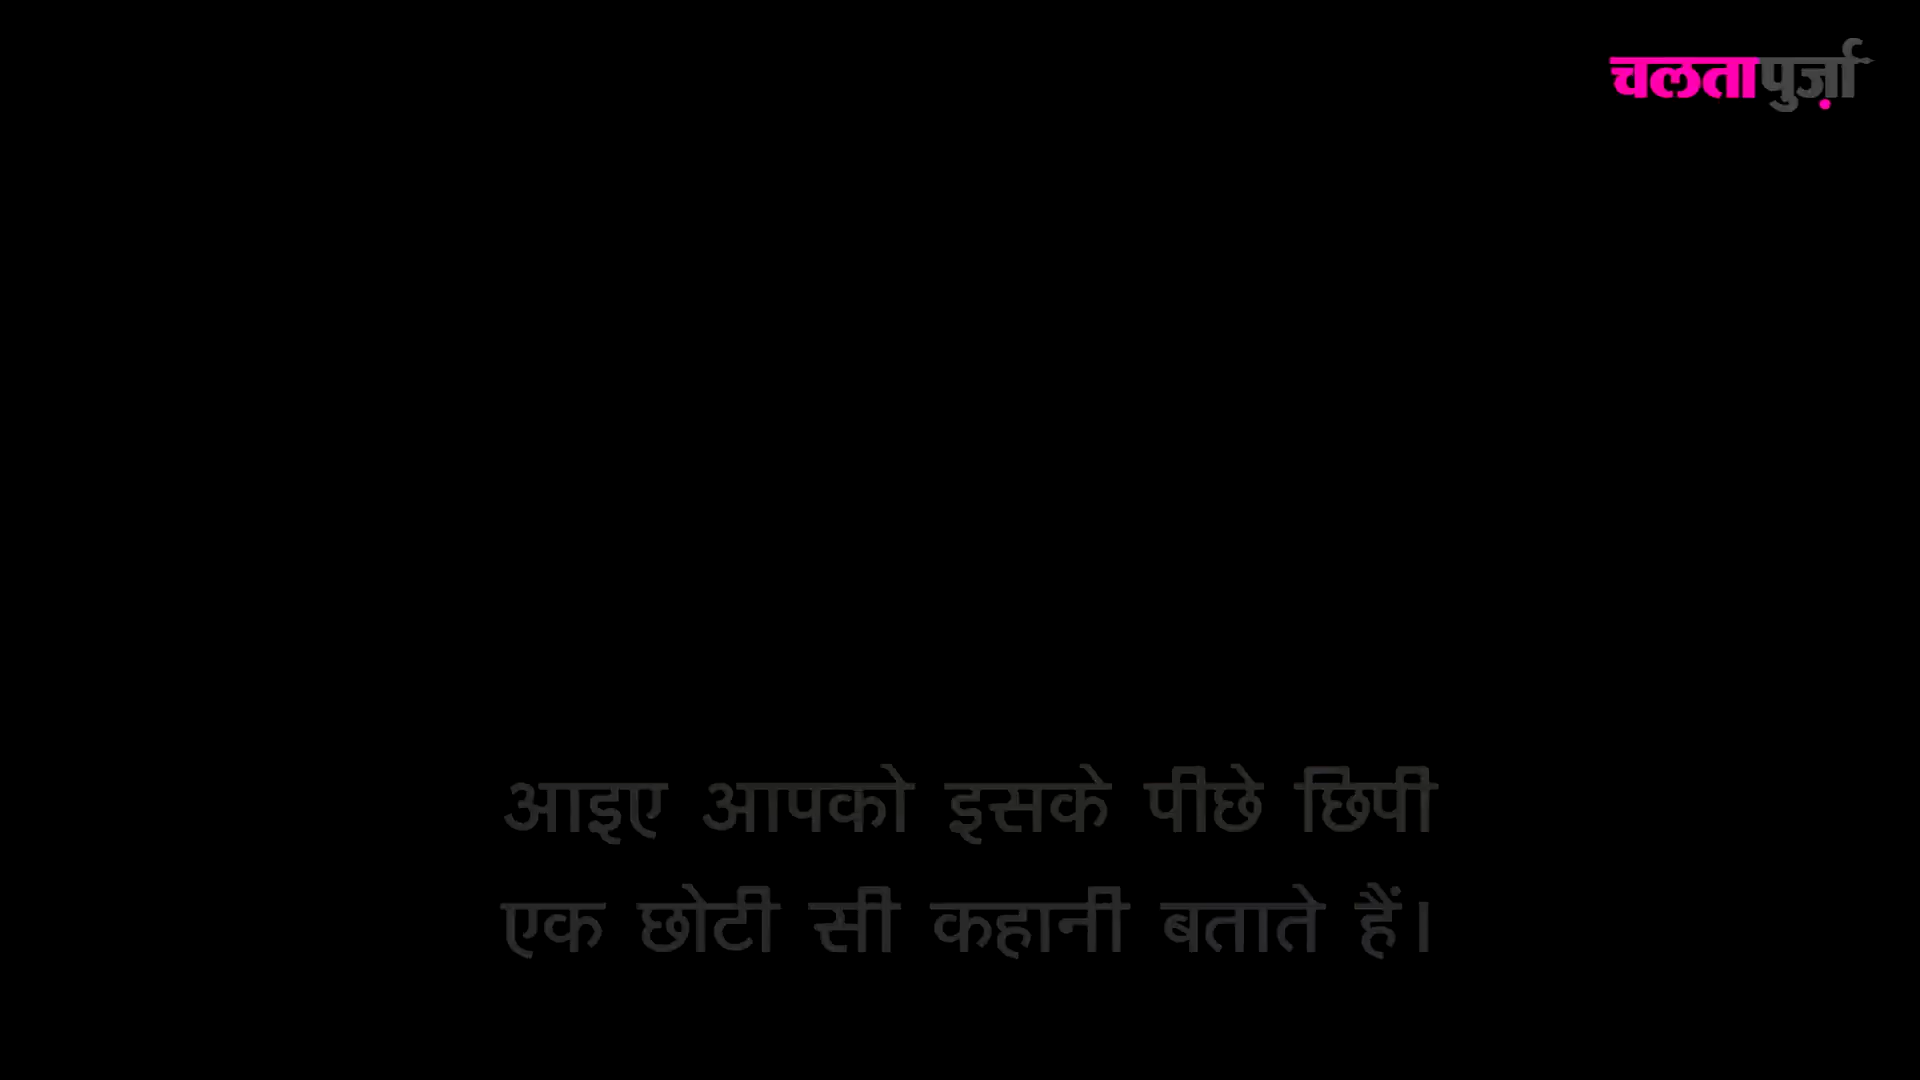 चलतापुर्ज़ा
आइए आपको इसके पीछे छिपी
एक छोटी सी कहानी बताते हैं।